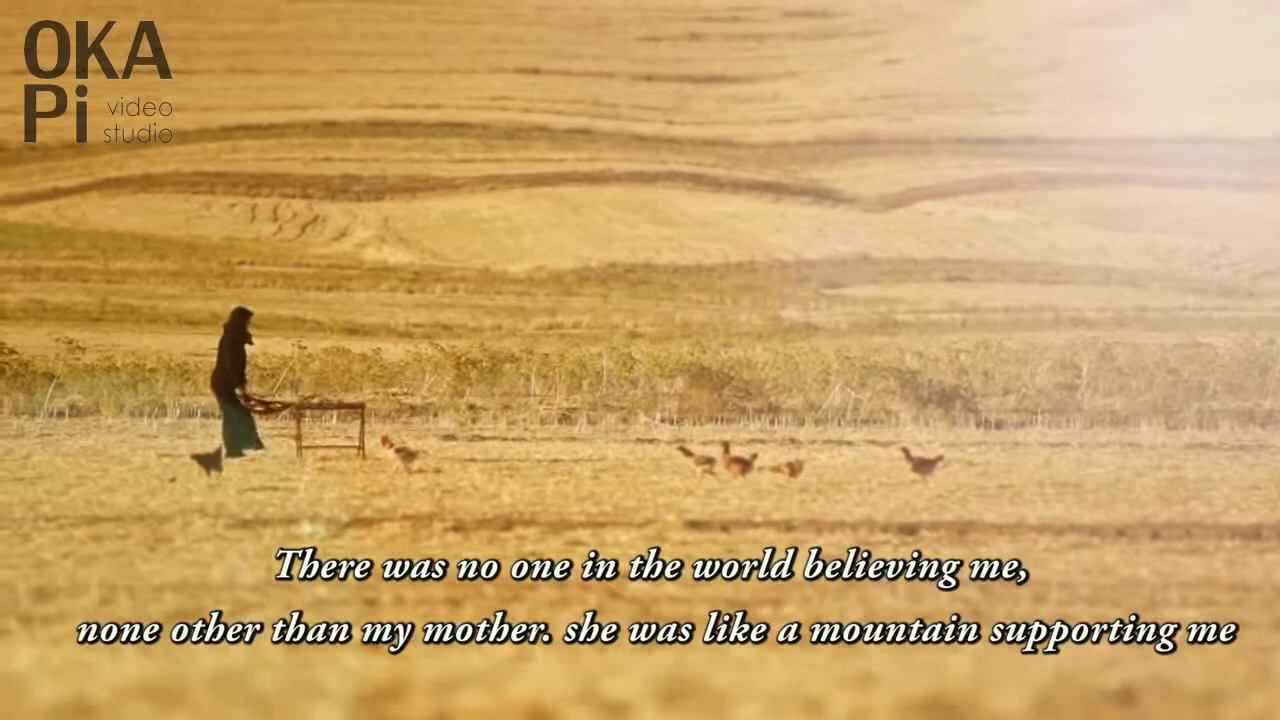 OKA
Pi video
studio
There was no one in the world believing me,
none other than my mother. she was like a mountain supporting me